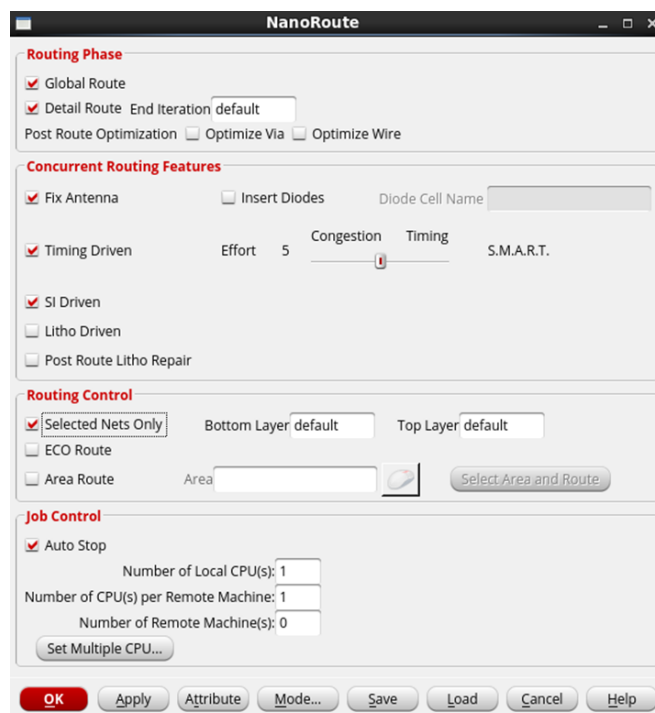 NanoRoute
Routing Phase
Global Route
Detail Route End Iteration default
Post Route Optimization Optimize Via Optimize Wire
Concurrent Routing Features
Fix Antenna Insert Diodes Diode Cell Name
Congestion Timing
Timing Driven Effort 5 S.M.A.R.T.
SI Driven
Litho Driven
Post Route Litho Repair
Routing Control
Selected Nets Only Bottom Layer default Top Layer default
ECO Route
Area Route Area Select Area and Route
Job Control
Auto Stop
Number of Local CPU(s): 1
Number of CPU(s) per Remote Machine: 1
Number of Remote Machine(s): 0
Set Multiple CPU...
OK Apply Attribute Mode... Save Load Cancel Help